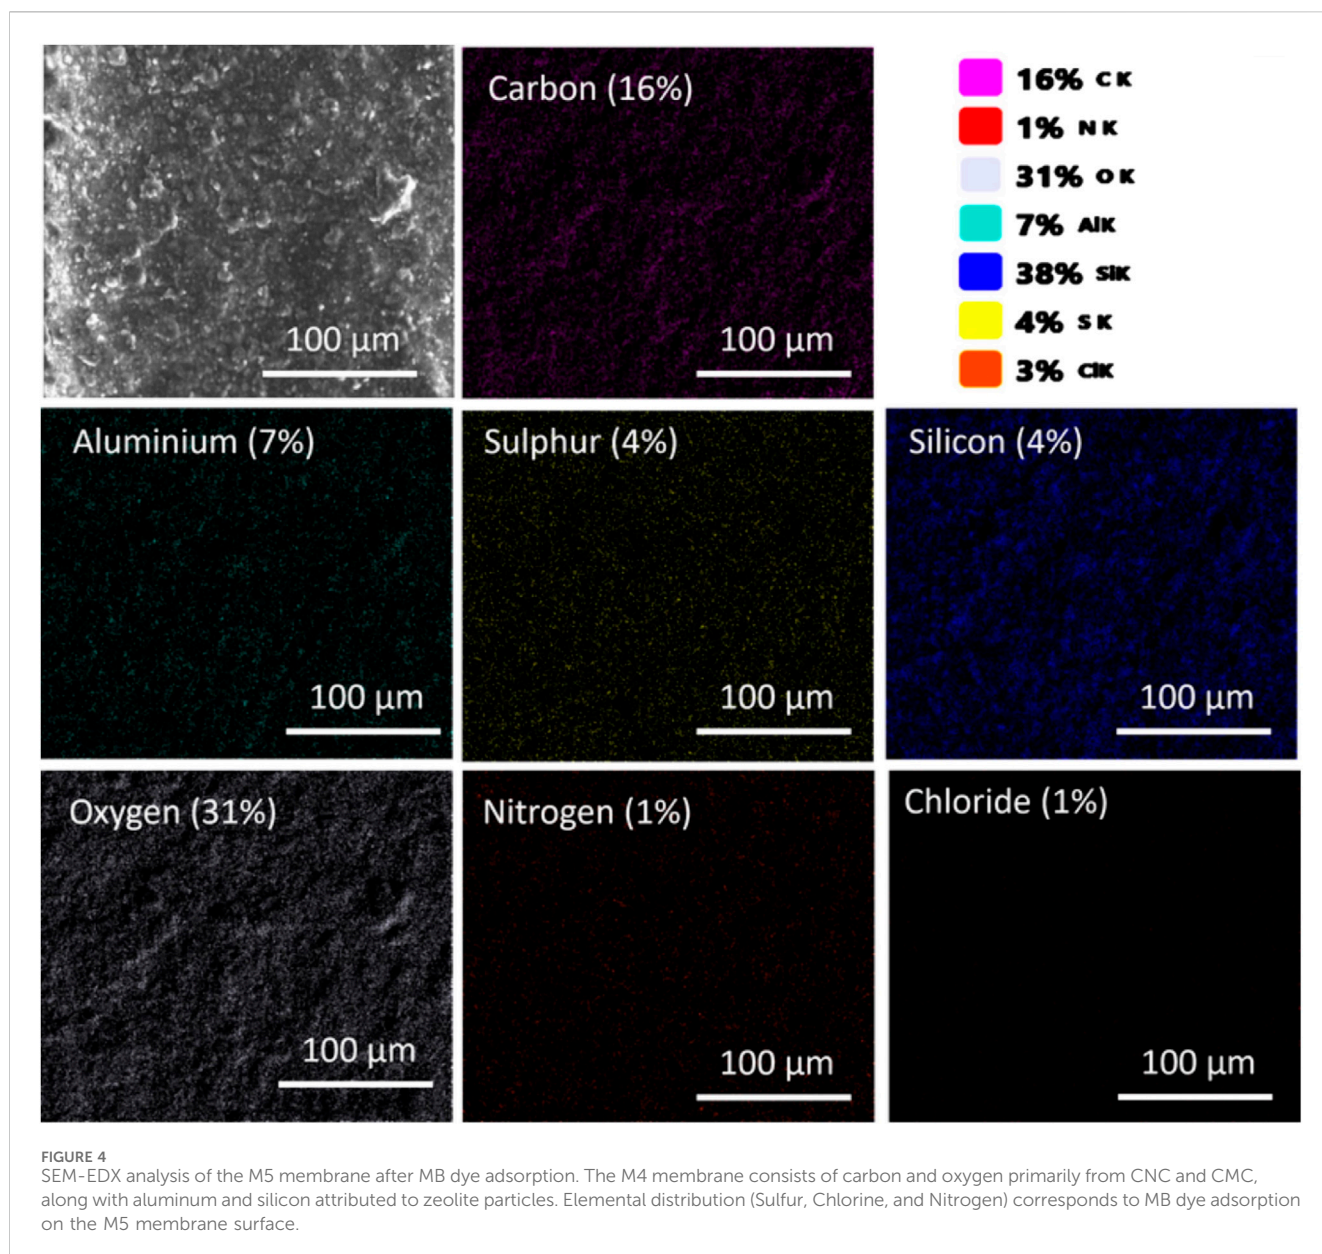 Carbon (16%)
100 µm
100 µm
16% C K
1% N K
31% O K
7% AlK
38% SiK
4% S K
3% ClK
Aluminium (7%)
Sulphur (4%)
Silicon (4%)
100 µm
100 µm
100 µm
Oxygen (31%)
Nitrogen (1%)
Chloride (1%)
100 µm
100 µm
100 µm
FIGURE 4
SEM-EDX analysis of the M5 membrane after MB dye adsorption. The M4 membrane consists of carbon and oxygen primarily from CNC and CMC,
along with aluminum and silicon attributed to zeolite particles. Elemental distribution (Sulfur, Chlorine, and Nitrogen) corresponds to MB dye adsorption
on the M5 membrane surface.